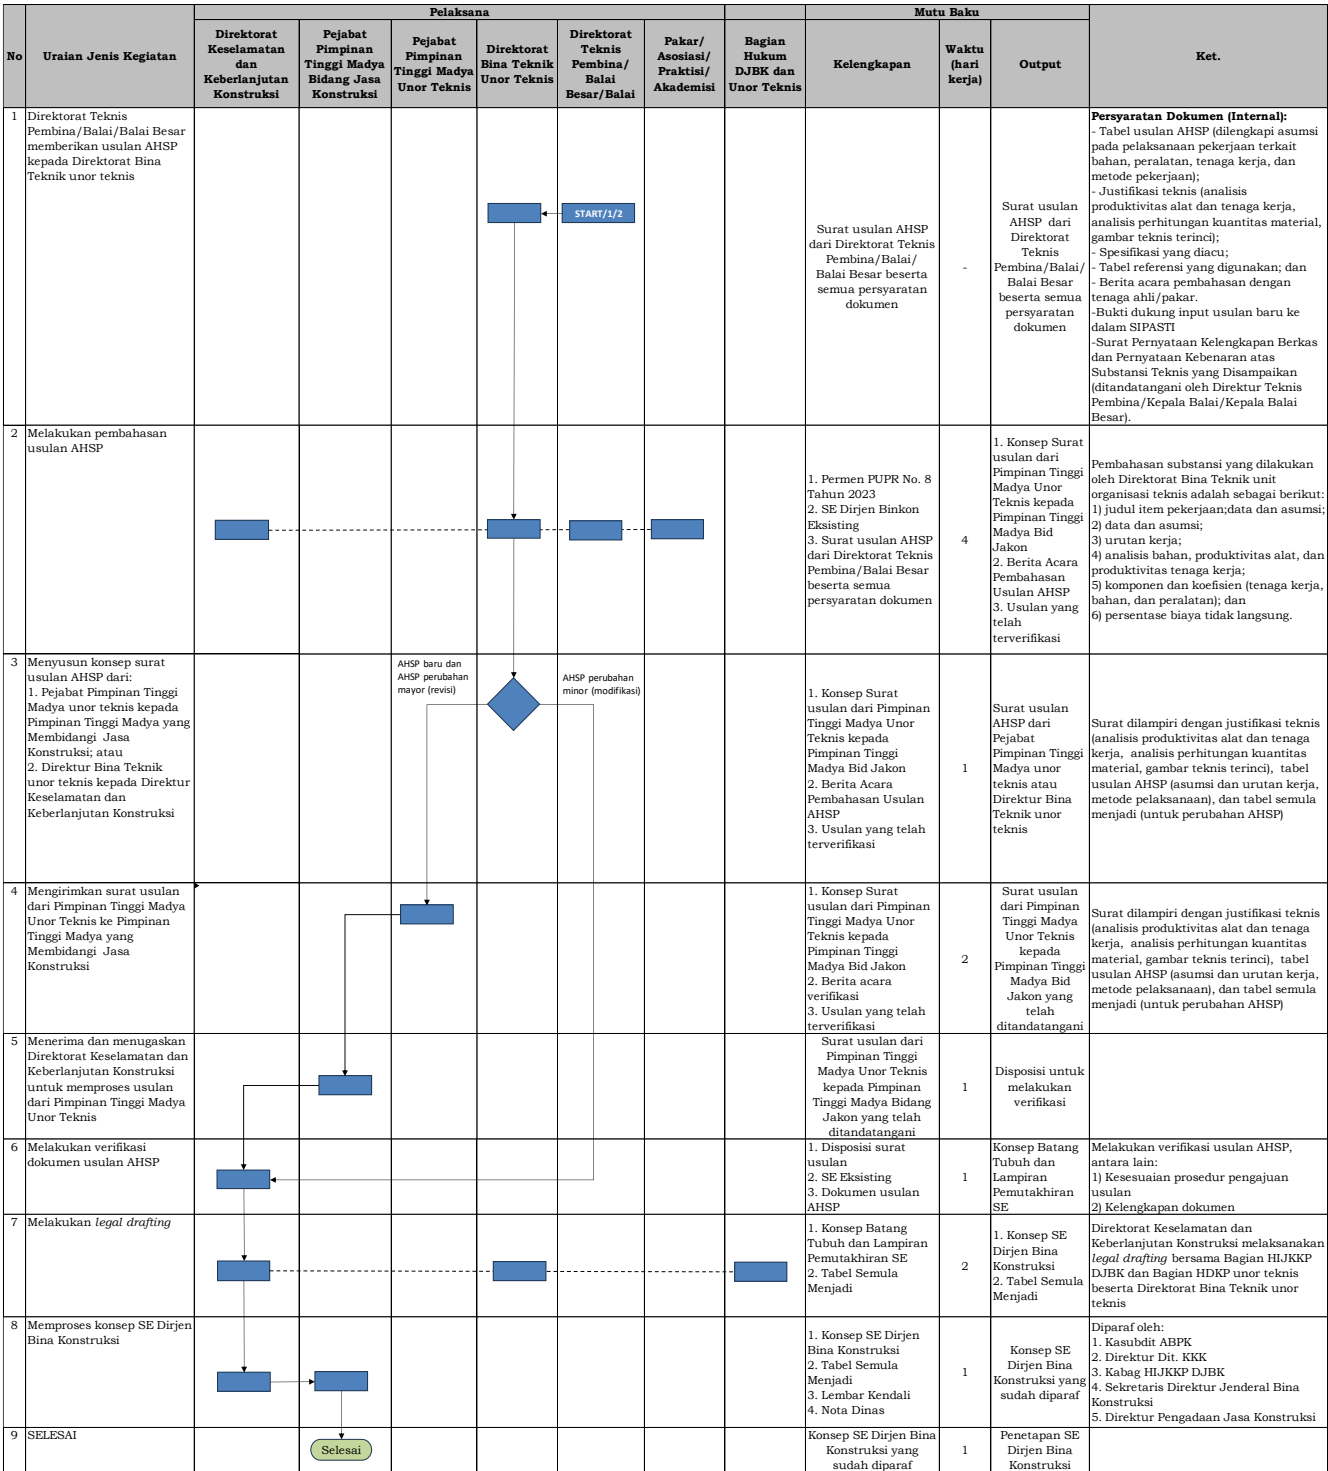 Pelaksana
Mutu Baku
No
Uraian Jenis Kegiatan
Direktorat
Keselamatan
dan
Keberlanjutan
Konstruksi
Pejabat
Pimpinan
Tinggi Madya
Bidang Jasa
Konstruksi
Pejabat
Pimpinan
Tinggi Madya
Unor Teknis
Direktorat
Bina Teknik
Unor Teknis
Direktorat
Teknis
Pembina/
Balai
Besar/Balai
Pakar/
Asosiasi/
Praktisi/
Akademisi
Bagian
Hukum
DJBK dan
Unor Teknis
Kelengkapan
Waktu
(hari
kerja)
Output
Ket.
1
Direktorat Teknis
Pembina/Balai/Balai Besar
memberikan usulan AHSP
kepada Direktorat Bina
Teknik unor teknis
START/1/2
Surat usulan AHSP
dari Direktorat Teknis
Pembina/Balai/
Balai Besar beserta
semua persyaratan
dokumen
-
Surat usulan
AHSP dari
Direktorat
Teknis
Pembina/Balai/
Balai Besar
beserta semua
persyaratan
dokumen
Persyaratan Dokumen (Internal):
- Tabel usulan AHSP (dilengkapi asumsi
pada pelaksanaan pekerjaan terkait
bahan, peralatan, tenaga kerja, dan
metode pekerjaan);
- Justifikasi teknis (analisis
produktivitas alat dan tenaga kerja,
analisis perhitungan kuantitas material,
gambar teknis terinci);
- Spesifikasi yang diacu;
- Tabel referensi yang digunakan; dan
- Berita acara pembahasan dengan
tenaga ahli/pakar.
-Bukti dukung input usulan baru ke
dalam SIPASTI
-Surat Pernyataan Kelengkapan Berkas
dan Pernyataan Kebenaran atas
Substansi Teknis yang Disampaikan
(ditandatangani oleh Direktur Teknis
Pembina/Kepala Balai/Kepala Balai
Besar).
2
Melakukan pembahasan
usulan AHSP
1. Permen PUPR No. 8
Tahun 2023
2. SE Dirjen Binkon
Eksisting
3. Surat usulan AHSP
dari Direktorat Teknis
Pembina/Balai Besar
beserta semua
persyaratan dokumen
4
1. Konsep Surat
usulan dari
Pimpinan Tinggi
Madya Unor
Teknis kepada
Pimpinan Tinggi
Madya Bid
Jakon
2. Berita Acara
Pembahasan
Usulan AHSP
3. Usulan yang
telah
terverifikasi
Pembahasan substansi yang dilakukan
oleh Direktorat Bina Teknik unit
organisasi teknis adalah sebagai berikut:
1) judul item pekerjaan;data dan asumsi;
2) data dan asumsi;
3) urutan kerja;
4) analisis bahan, produktivitas alat, dan
produktivitas tenaga kerja;
5) komponen dan koefisien (tenaga kerja,
bahan, dan peralatan); dan
6) persentase biaya tidak langsung.
3
Menyusun konsep surat
usulan AHSP dari:
1. Pejabat Pimpinan Tinggi
Madya unor teknis kepada
Pimpinan Tinggi Madya yang
Membidangi Jasa
Konstruksi; atau
2. Direktur Bina Teknik
unor teknis kepada Direktur
Keselamatan dan
Keberlanjutan Konstruksi
AHSP baru dan
AHSP perubahan
mayor (revisi)
AHSP perubahan
minor (modifikasi)
1. Konsep Surat
usulan dari Pimpinan
Tinggi Madya Unor
Teknis kepada
Pimpinan Tinggi
Madya Bid Jakon
2. Berita Acara
Pembahasan Usulan
AHSP
3. Usulan yang telah
terverifikasi
1
Surat usulan
AHSP dari
Pejabat
Pimpinan Tinggi
Madya unor
teknis atau
Direktur Bina
Teknik unor
teknis
Surat dilampiri dengan justifikasi teknis
(analisis produktivitas alat dan tenaga
kerja, analisis perhitungan kuantitas
material, gambar teknis terinci), tabel
usulan AHSP (asumsi dan urutan kerja,
metode pelaksanaan), dan tabel semula
menjadi (untuk perubahan AHSP)
4
Mengirimkan surat usulan
dari Pimpinan Tinggi Madya
Unor Teknis ke Pimpinan
Tinggi Madya yang
Membidangi Jasa
Konstruksi
1. Konsep Surat
usulan dari Pimpinan
Tinggi Madya Unor
Teknis kepada
Pimpinan Tinggi
Madya Bid Jakon
2. Berita acara
verifikasi
3. Usulan yang telah
terverifikasi
2
Surat usulan
dari Pimpinan
Tinggi Madya
Unor Teknis
kepada
Pimpinan Tinggi
Madya Bid
Jakon yang
telah
ditandatangani
Surat dilampiri dengan justifikasi teknis
(analisis produktivitas alat dan tenaga
kerja, analisis perhitungan kuantitas
material, gambar teknis terinci), tabel
usulan AHSP (asumsi dan urutan kerja,
metode pelaksanaan), dan tabel semula
menjadi (untuk perubahan AHSP)
5
Menerima dan menugaskan
Direktorat Keselamatan dan
Keberlanjutan Konstruksi
untuk memproses usulan
dari Pimpinan Tinggi Madya
Unor Teknis
Surat usulan dari
Pimpinan Tinggi
Madya Unor Teknis
kepada Pimpinan
Tinggi Madya Bidang
Jakon yang telah
ditandatangani
1
Disposisi untuk
melakukan
verifikasi
6
Melakukan verifikasi
dokumen usulan AHSP
1. Disposisi surat
usulan
2. SE Eksisting
3. Dokumen usulan
AHSP
1
Konsep Batang
Tubuh dan
Lampiran
Pemutakhiran
SE
Melakukan verifikasi usulan AHSP,
antara lain:
1) Kesesuaian prosedur pengajuan
usulan
2) Kelengkapan dokumen
7
Melakukan legal drafting
1. Konsep Batang
Tubuh dan Lampiran
Pemutakhiran SE
2. Tabel Semula
Menjadi
2
1. Konsep SE
Dirjen Bina
Konstruksi
2. Tabel Semula
Menjadi
Direktorat Keselamatan dan
Keberlanjutan Konstruksi melaksanakan
legal drafting bersama Bagian HIJKKP
DJBK dan Bagian HDKP unor teknis
beserta Direktorat Bina Teknik unor
teknis
8
Memproses konsep SE Dirjen
Bina Konstruksi
1. Konsep SE Dirjen
Bina Konstruksi
2. Tabel Semula
Menjadi
3. Lembar Kendali
4. Nota Dinas
1
Konsep SE
Dirjen Bina
Konstruksi yang
sudah diparaf
Diparaf oleh:
1. Kasubdit ABPK
2. Direktur Dit. KKK
3. Kabag HIJKKP DJBK
4. Sekretaris Direktur Jenderal Bina
Konstruksi
5. Direktur Pengadaan Jasa Konstruksi
9
SELESAI
Selesai
Konsep SE Dirjen Bina
Konstruksi yang
sudah diparaf
1
Penetapan SE
Dirjen Bina
Konstruksi